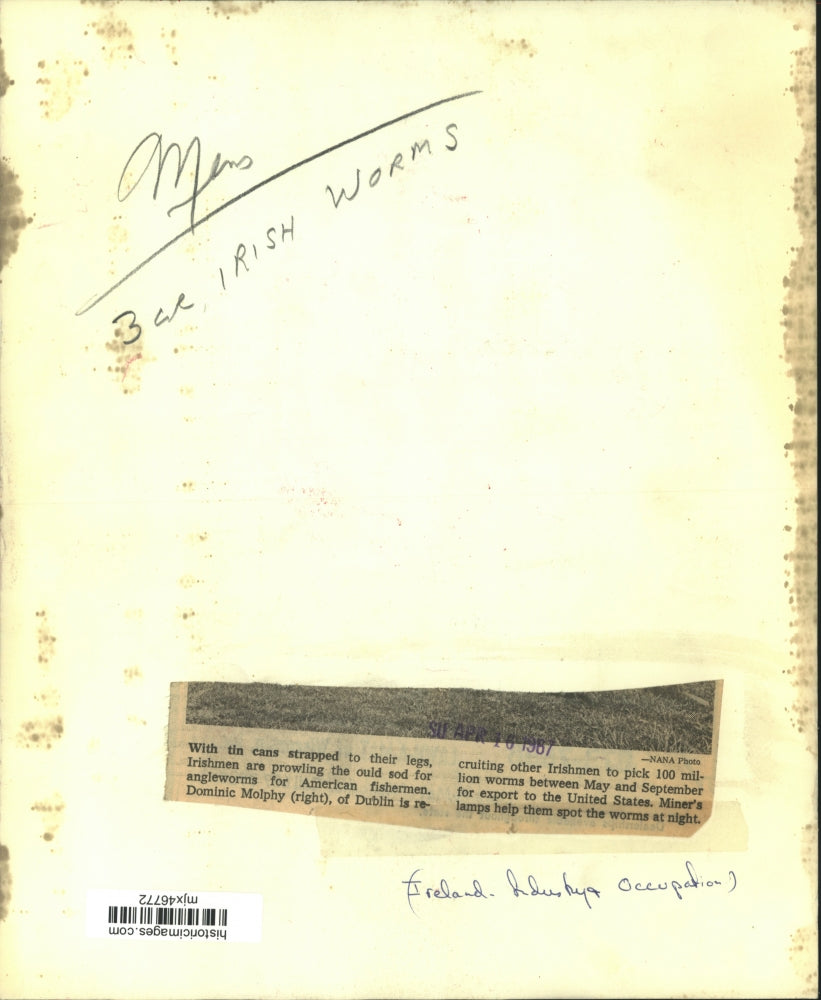 3 col IRISH WORMS
SU APR 16 1967
—NANA Photo
With tin cans strapped to their legs,
Irishmen are prowling the ould sod for
angleworms for American fishermen.
Dominic Molphy (right), of Dublin is re-
cruiting other Irishmen to pick 100 mil-
lion worms between May and September
for export to the United States. Miner's
lamps help them spot the worms at night.
(Ireland - Industry & Occupation)
historicimages.com
mjx46772